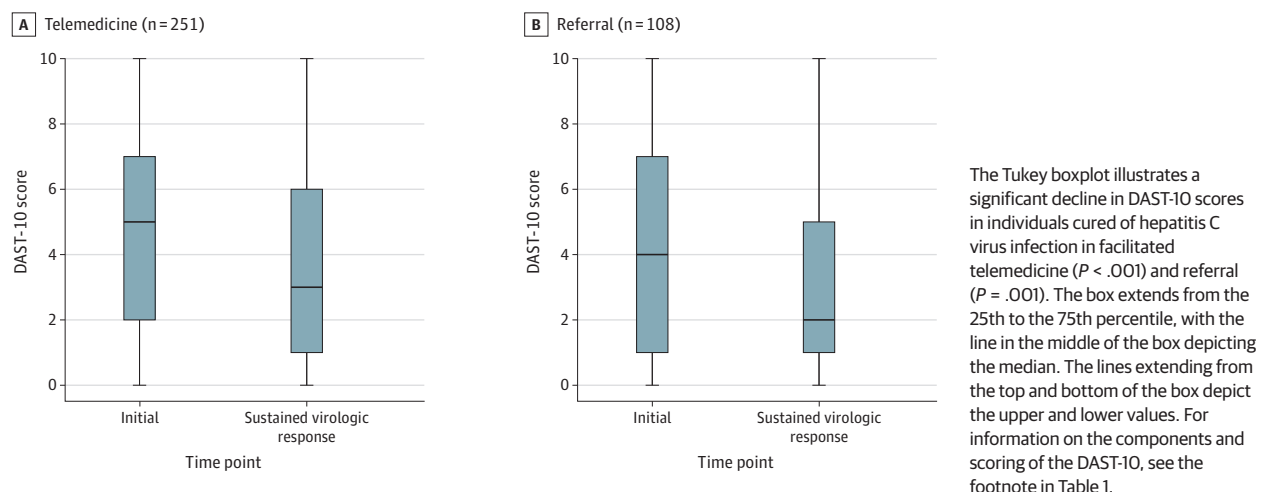 A Telemedicine (n = 251)
10
8
6
4
2
0
DAST-10 score
Initial
Sustained virologic
response
Time point
B Referral (n = 108)
10
8
6
4
2
0
DAST-10 score
Initial
Sustained virologic
response
Time point
The Tukey boxplot illustrates a
significant decline in DAST-10 scores
in individuals cured of hepatitis C
virus infection in facilitated
telemedicine (P < .001) and referral
(P = .001). The box extends from the
25th to the 75th percentile, with the
line in the middle of the box depicting
the median. The lines extending from
the top and bottom of the box depict
the upper and lower values. For
information on the components and
scoring of the DAST-10, see the
footnote in Table 1.